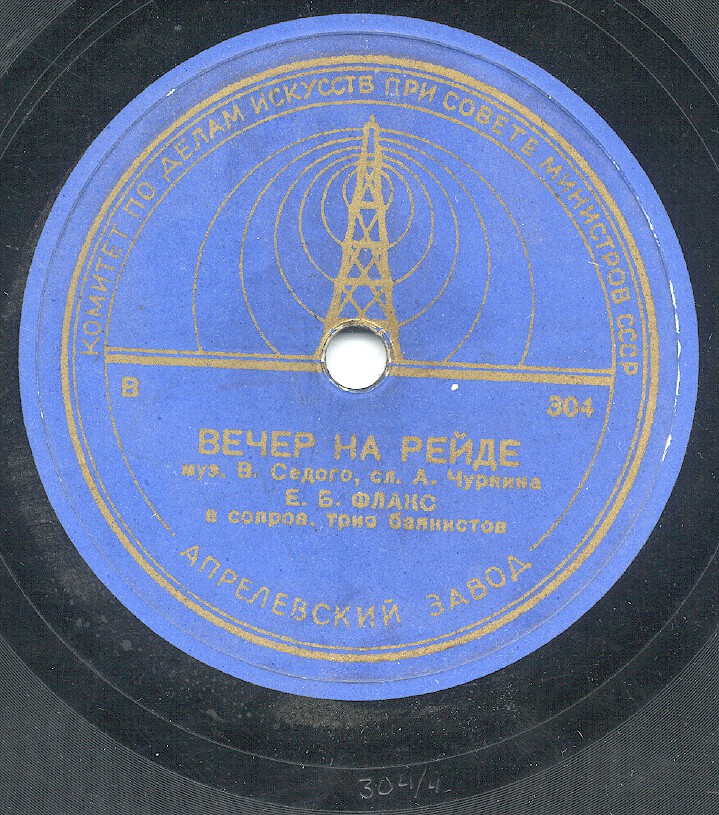 КОМИТЕТ ПО ДЕЛАМ ИСКУССТВ ПРИ СОВЕТЕ МИНИСТРОВ СССР
В 304
ВЕЧЕР НА РЕЙДЕ
муз. В. Седого, сл. А. Чуркина
Е. Б. ФЛАКС
в сопров. трио баянистов
АПРЕЛЕВСКИЙ ЗАВОД
304/4